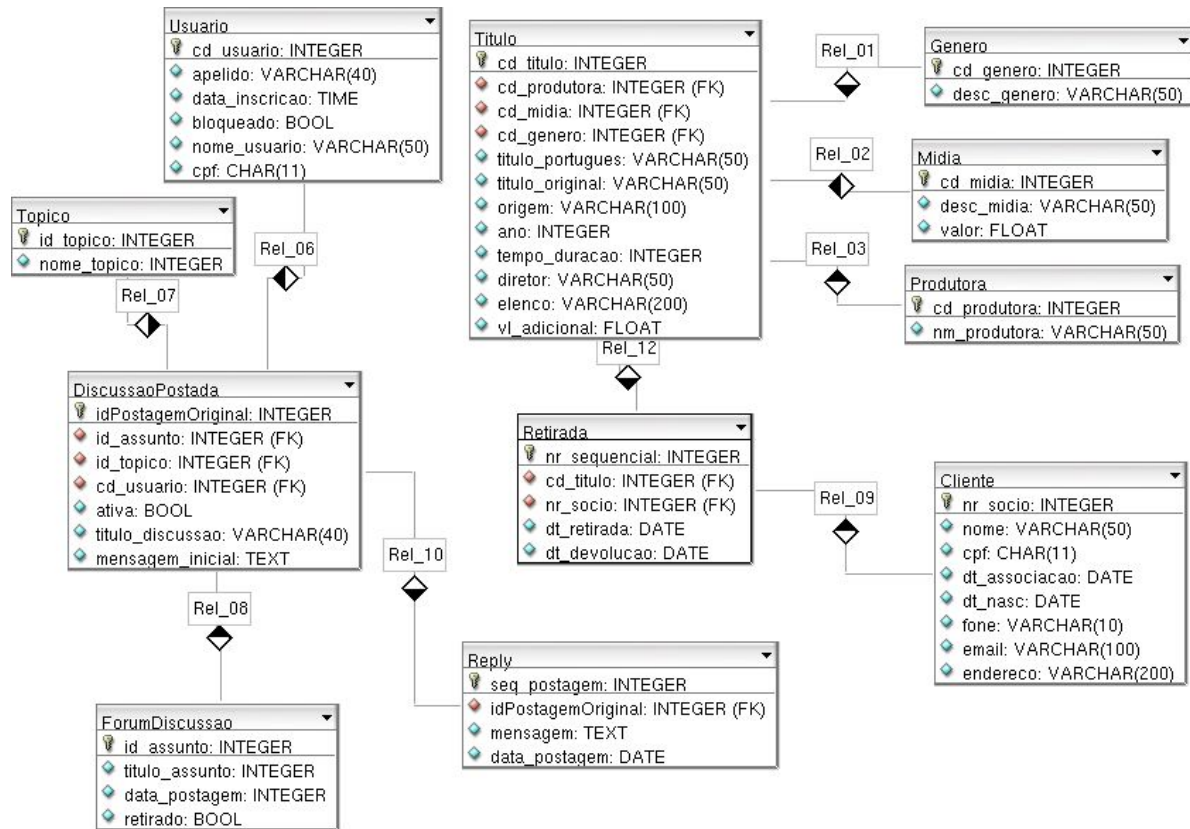 Usuario
cd_usuario: INTEGER
apelido: VARCHAR(40)
data_inscricao: TIME
bloqueado: BOOL
nome_usuario: VARCHAR(50)
cpf: CHAR(11)
Titulo
cd_titulo: INTEGER
cd_produtora: INTEGER (FK)
cd_midia: INTEGER (FK)
cd_genero: INTEGER (FK)
titulo_portugues: VARCHAR(50)
titulo_original: VARCHAR(50)
origem: VARCHAR(100)
ano: INTEGER
tempo_duracao: INTEGER
diretor: VARCHAR(50)
elenco: VARCHAR(200)
vl_adicional: FLOAT
Rel_01
Genero
cd_genero: INTEGER
desc_genero: VARCHAR(50)
Rel_02
Midia
cd_midia: INTEGER
desc_midia: VARCHAR(50)
valor: FLOAT
Rel_03
Produtora
cd_produtora: INTEGER
nm_produtora: VARCHAR(50)
Topico
id_topico: INTEGER
nome_topico: INTEGER
Rel_06
Rel_07
Rel_12
DiscussaoPostada
idPostagemOriginal: INTEGER
id_assunto: INTEGER (FK)
id_topico: INTEGER (FK)
cd_usuario: INTEGER (FK)
ativa: BOOL
titulo_discussao: VARCHAR(40)
mensagem_inicial: TEXT
Retirada
nr_sequencial: INTEGER
cd_titulo: INTEGER (FK)
nr_socio: INTEGER (FK)
dt_retirada: DATE
dt_devolucao: DATE
Rel_09
Cliente
nr_socio: INTEGER
nome: VARCHAR(50)
cpf: CHAR(11)
dt_associacao: DATE
dt_nasc: DATE
fone: VARCHAR(10)
email: VARCHAR(100)
endereco: VARCHAR(200)
Rel_10
Rel_08
Reply
seq_postagem: INTEGER
idPostagemOriginal: INTEGER (FK)
mensagem: TEXT
data_postagem: DATE
ForumDiscussao
id_assunto: INTEGER
titulo_assunto: INTEGER
data_postagem: INTEGER
retirado: BOOL